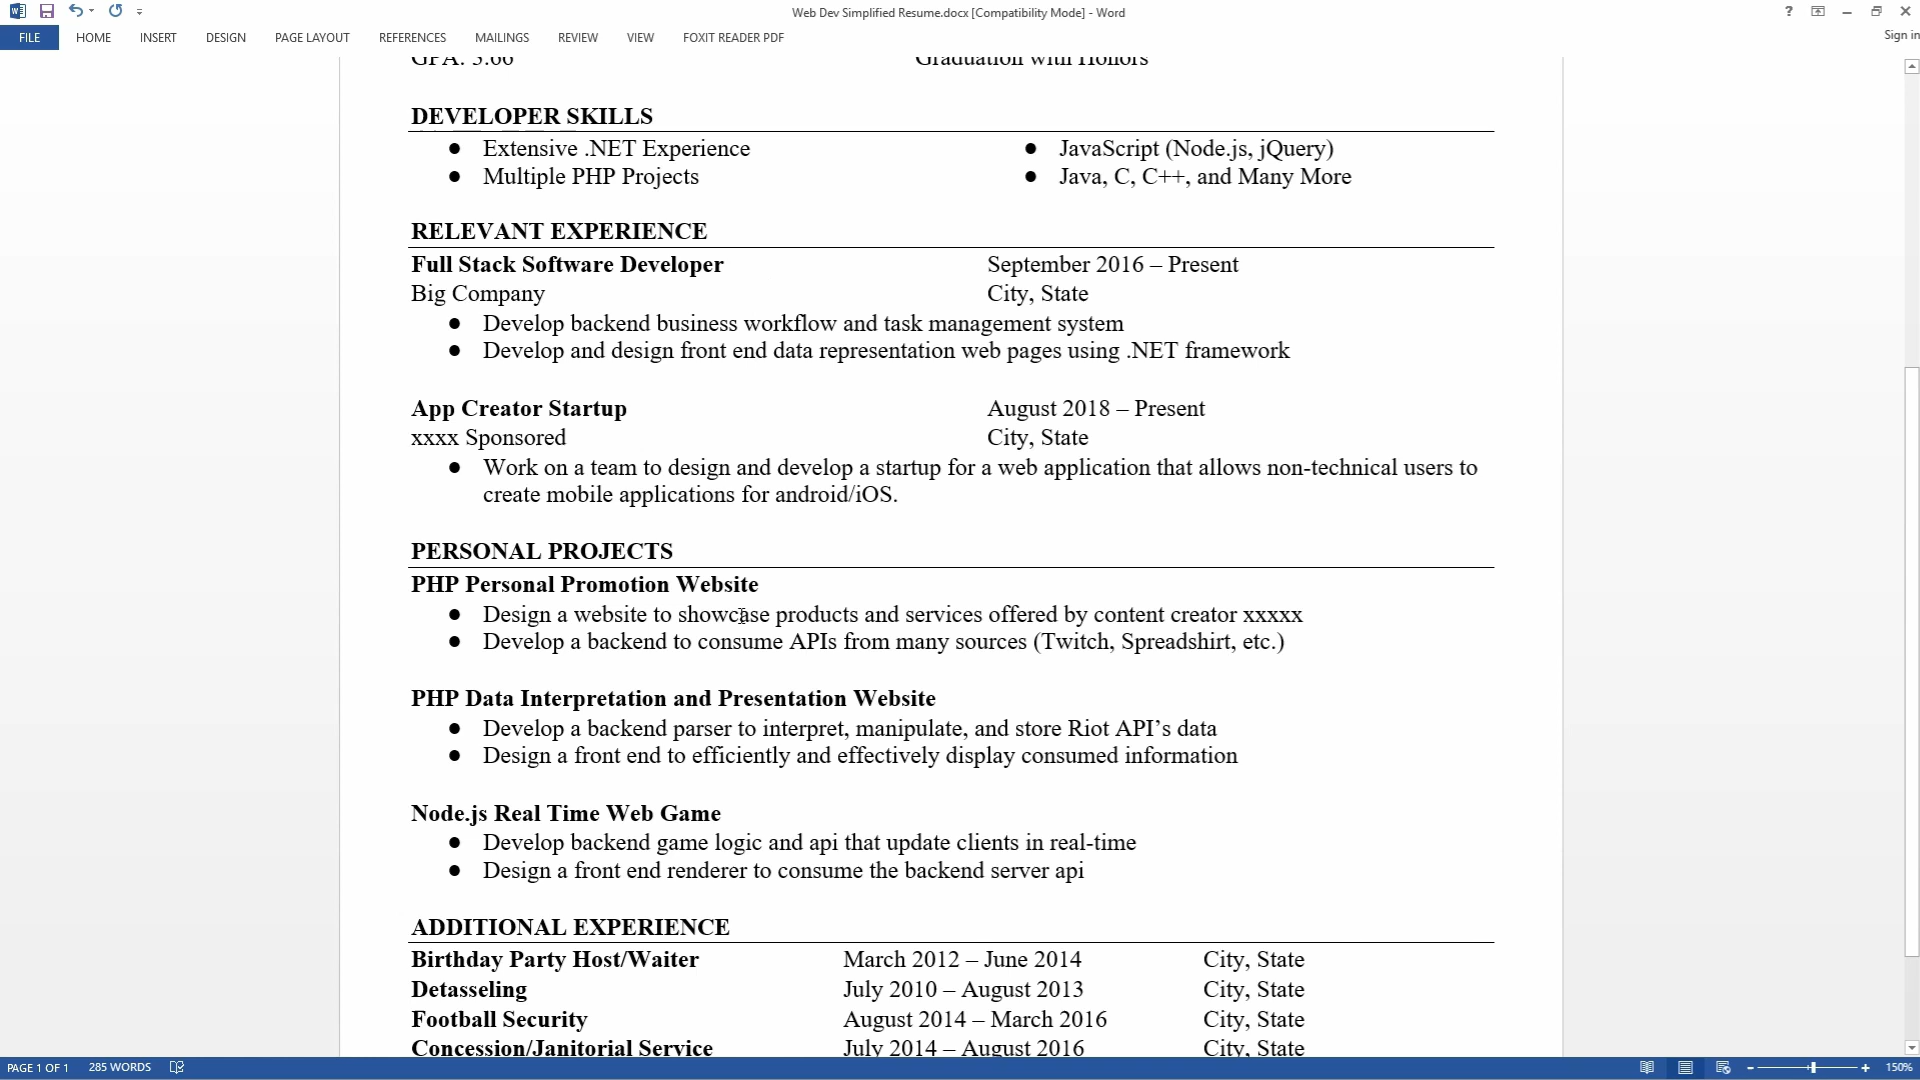 Web Dev Simplified Resume.docx [Compatibility Mode] - Word
?
FILE HOME INSERT DESIGN PAGE LAYOUT REFERENCES MAILINGS REVIEW VIEW FOXIT READER PDF Sign in
GPA: 3.66 Graduation with Honors
DEVELOPER SKILLS
● Extensive .NET Experience ● JavaScript (Node.js, jQuery)
● Multiple PHP Projects ● Java, C, C++, and Many More
RELEVANT EXPERIENCE
Full Stack Software Developer September 2016 – Present
Big Company City, State
● Develop backend business workflow and task management system
● Develop and design front end data representation web pages using .NET framework
App Creator Startup August 2018 – Present
xxxx Sponsored City, State
● Work on a team to design and develop a startup for a web application that allows non-technical users to
create mobile applications for android/iOS.
PERSONAL PROJECTS
PHP Personal Promotion Website
● Design a website to showcase products and services offered by content creator xxxxx
● Develop a backend to consume APIs from many sources (Twitch, Spreadshirt, etc.)
PHP Data Interpretation and Presentation Website
● Develop a backend parser to interpret, manipulate, and store Riot API’s data
● Design a front end to efficiently and effectively display consumed information
Node.js Real Time Web Game
● Develop backend game logic and api that update clients in real-time
● Design a front end renderer to consume the backend server api
ADDITIONAL EXPERIENCE
Birthday Party Host/Waiter March 2012 – June 2014 City, State
Detasseling July 2010 – August 2013 City, State
Football Security August 2014 – March 2016 City, State
Concession/Janitorial Service July 2014 – August 2016 City, State
PAGE 1 OF 1 285 WORDS 150%